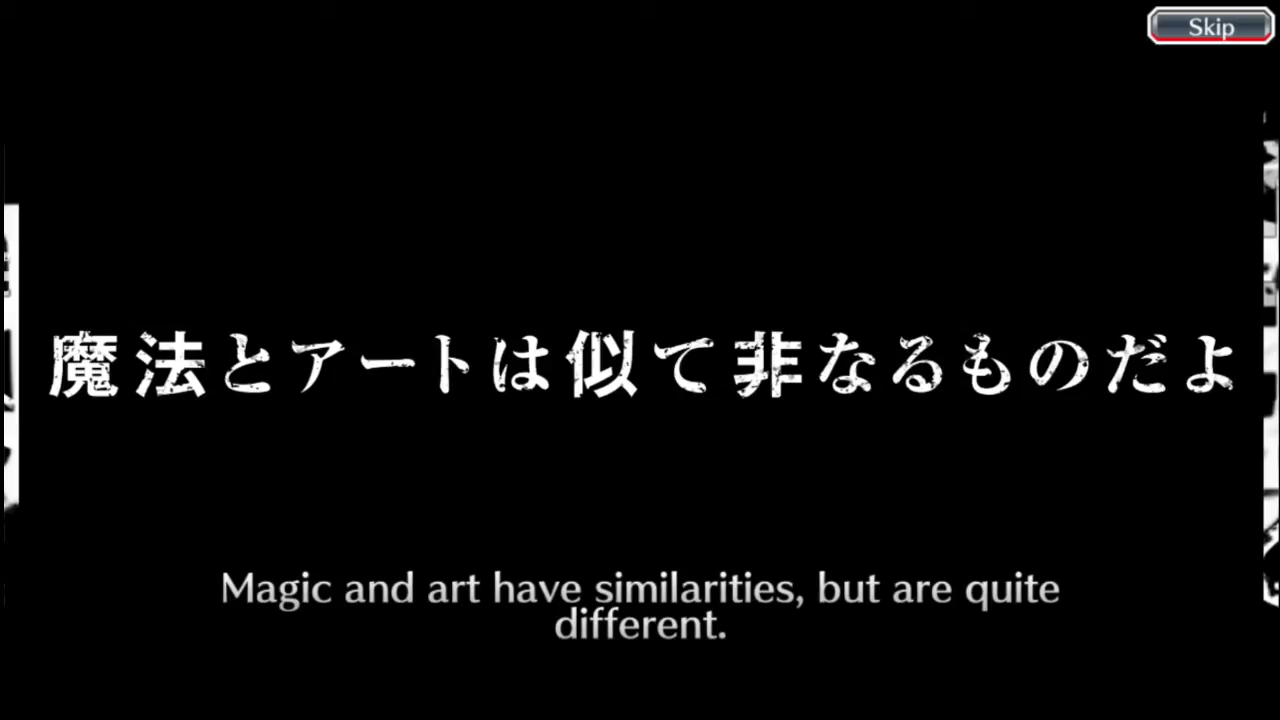 Skip
魔法とアートは似て非なるものだよ
Magic and art have similarities, but are quite
different.